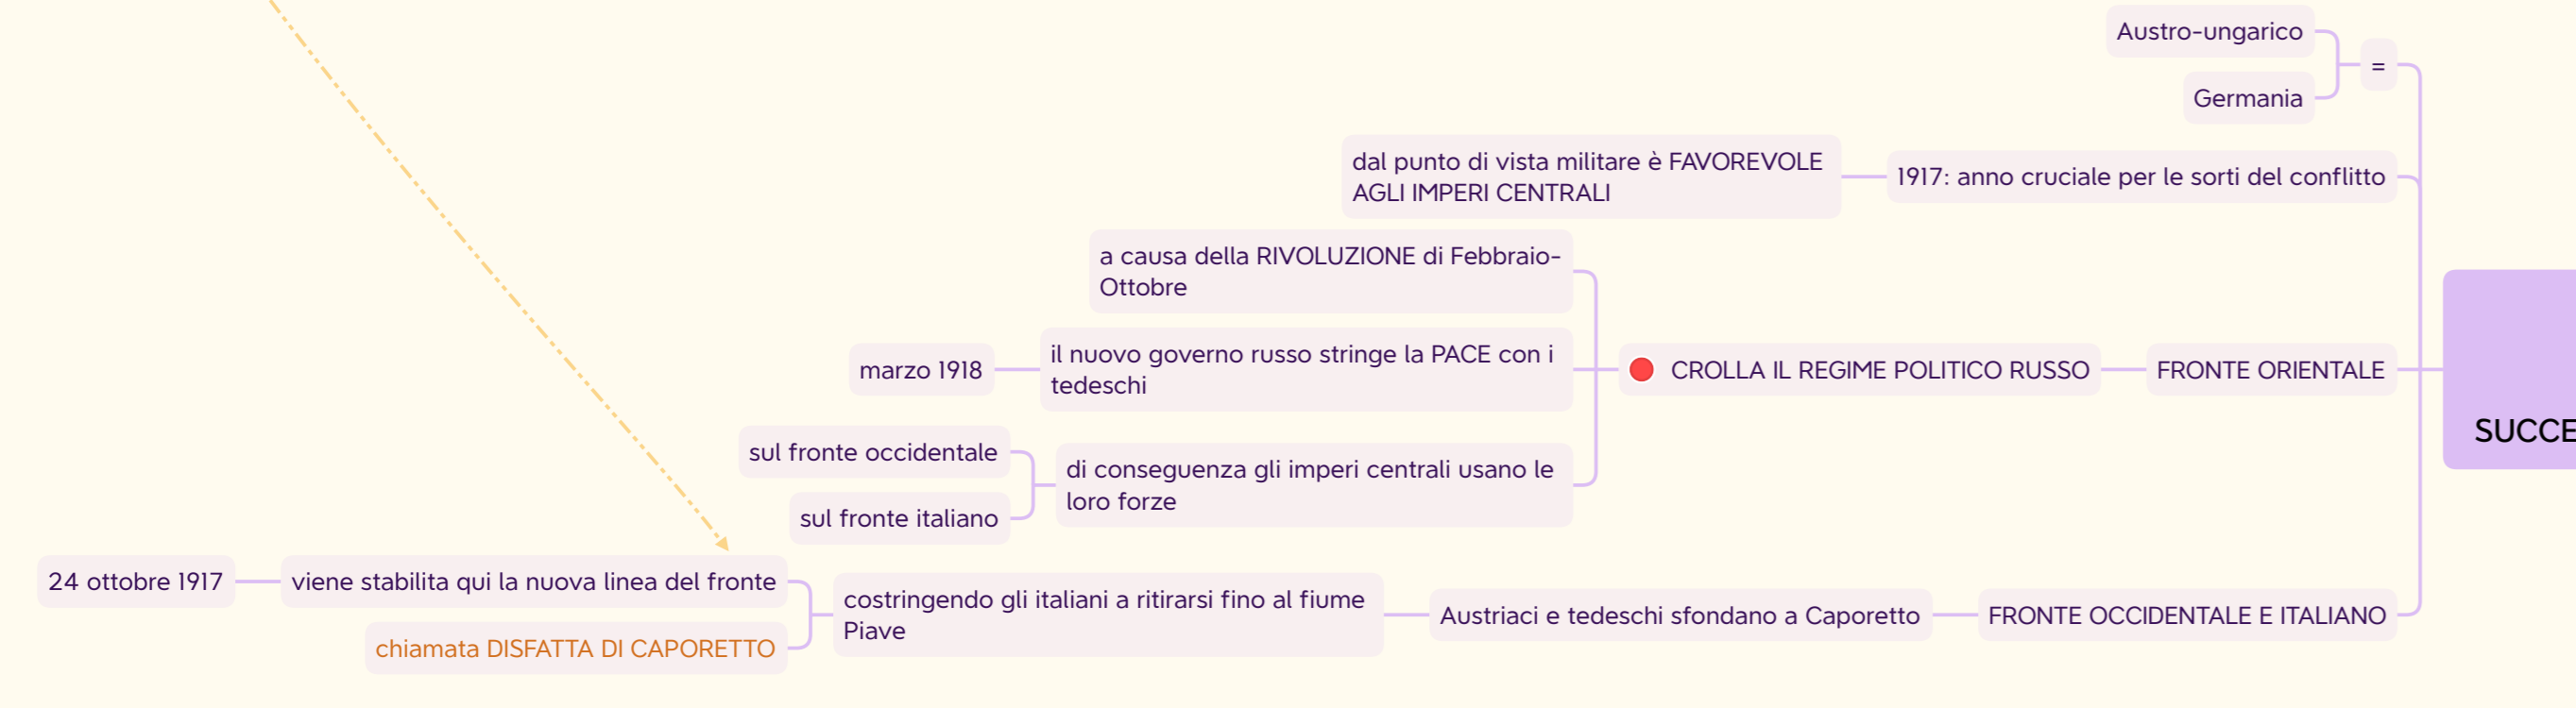 Austro-ungarico
=
Germania
dal punto di vista militare è FAVOREVOLE
AGLI IMPERI CENTRALI
1917: anno cruciale per le sorti del conflitto
a causa della RIVOLUZIONE di Febbraio-
Ottobre
marzo 1918
il nuovo governo russo stringe la PACE con i
tedeschi
CROLLA IL REGIME POLITICO RUSSO
FRONTE ORIENTALE
SUCCE
sul fronte occidentale
sul fronte italiano
di conseguenza gli imperi centrali usano le
loro forze
24 ottobre 1917
viene stabilita qui la nuova linea del fronte
chiamata DISFATTA DI CAPORETTO
costringendo gli italiani a ritirarsi fino al fiume
Piave
Austriaci e tedeschi sfondano a Caporetto
FRONTE OCCIDENTALE E ITALIANO